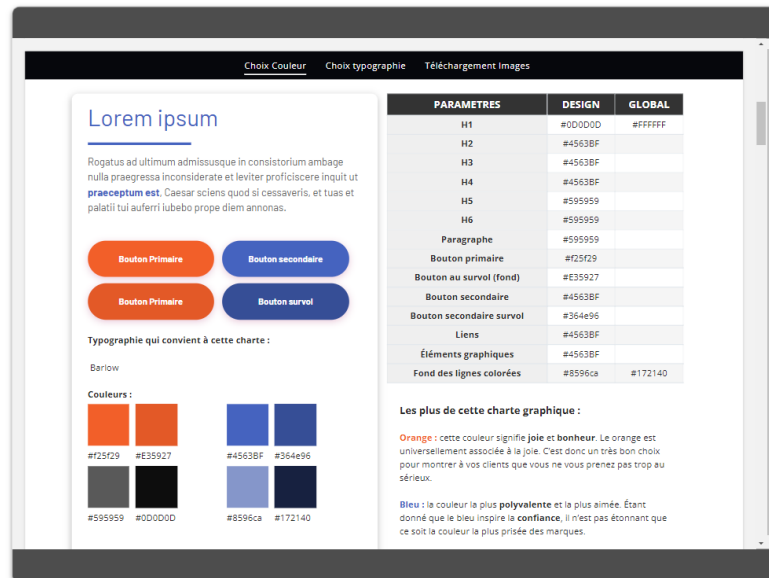 Choix Couleur Choix typographie Téléchargement Images
Lorem ipsum
Rogatus ad ultimum admissusque in consistorium ambage
nulla praegressa inconsiderate et leviter proficiscere inquit ut
praeceptum est, Caesar sciens quod si cessaveris, et tuas et
palatii tui auferri iubebo prope diem annonas.
Bouton Primaire Bouton secondaire
Bouton Primaire Bouton survol
Typographie qui convient à cette charte :
Barlow
Couleurs :
#f25f29 #E35927 #4563BF #364e96
#595959 #0D0D0D #8596ca #172140
PARAMETRES DESIGN GLOBAL
H1 #0D0D0D #FFFFFF
H2 #4563BF
H3 #4563BF
H4 #4563BF
H5 #595959
H6 #595959
Paragraphe #595959
Bouton primaire #f25f29
Bouton au survol (fond) #E35927
Bouton secondaire #4563BF
Bouton secondaire survol #364e96
Liens #4563BF
Éléments graphiques #4563BF
Fond des lignes colorées #8596ca #172140
Les plus de cette charte graphique :
Orange : cette couleur signifie joie et bonheur. Le orange est
universellement associée à la joie. C'est donc un très bon choix
pour montrer à vos clients que vous ne vous prenez pas trop au
sérieux.
Bleu : la couleur la plus polyvalente et la plus aimée. Étant
donné que le bleu inspire la confiance, il n'est pas étonnant que
ce soit la couleur la plus prisée des marques.